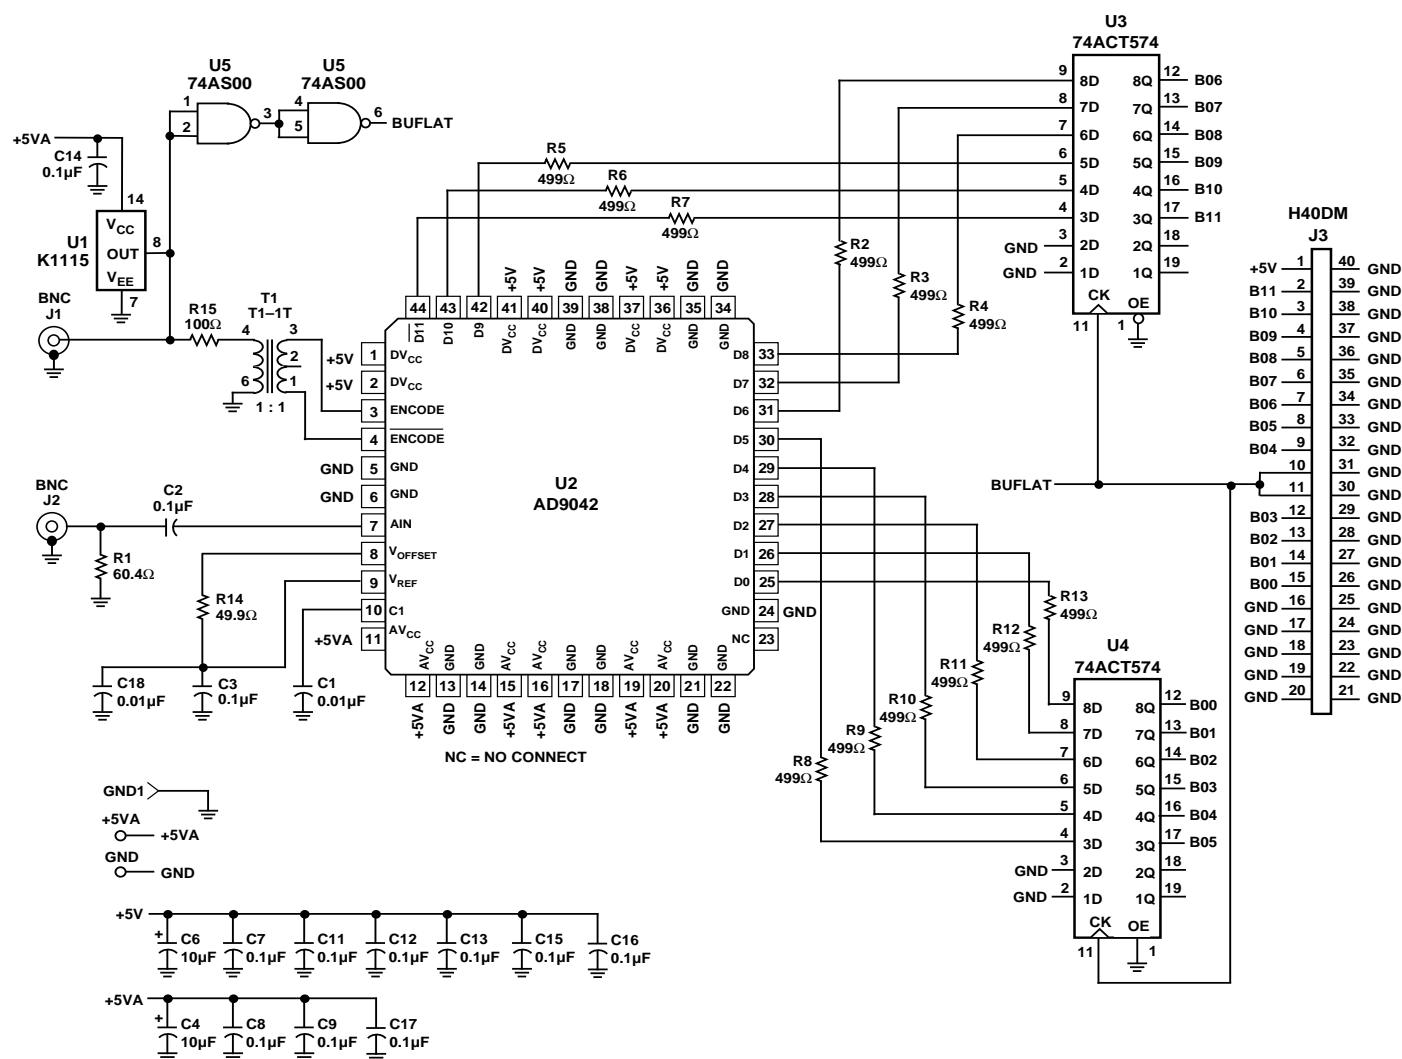 U3
74ACT574
9 8D 8Q 12 B06
8 7D 7Q 13 B07
7 6D 6Q 14 B08
6 5D 5Q 15 B09
5 4D 4Q 16 B10
4 3D 3Q 17 B11
GND 3 2D 2Q 18
GND 2 1D 1Q 19
CK OE
11 1
U5
74AS00
U5
74AS00
1
2
3
4
5
6
BUFLAT
+5VA
C14
0.1µF
14
VCC
U1
K1115
OUT 8
VEE
7
BNC
J1
R15
100Ω
T1
T1–1T
4 3
2
6 1
1 : 1
R5
499Ω
R6
499Ω
R7
499Ω
R2
499Ω
R3
499Ω
R4
499Ω
+5V +5V GND GND +5V +5V GND GND
44 43 42 41 40 39 38 37 36 35 34
D11 D10 D9 DVCC DVCC GND GND DVCC DVCC GND GND
+5V 1 DVCC
+5V 2 DVCC
3 ENCODE
4 ENCODE
GND 5 GND
GND 6 GND
7 AIN
8 VOFFSET
9 VREF
10 C1
+5VA 11 AVCC
U2
AD9042
D8 33
D7 32
D6 31
D5 30
D4 29
D3 28
D2 27
D1 26
D0 25
GND 24 GND
NC 23
AVCC GND GND AVCC AVCC GND GND AVCC AVCC GND GND
12 13 14 15 16 17 18 19 20 21 22
+5VA GND GND +5VA +5VA GND GND +5VA +5VA GND GND
NC = NO CONNECT
BNC
J2
C2
0.1µF
R1
60.4Ω
R14
49.9Ω
C18
0.01µF
C3
0.1µF
C1
0.01µF
BUFLAT
R13
499Ω
R12
499Ω
R11
499Ω
R10
499Ω
R9
499Ω
R8
499Ω
U4
74ACT574
9 8D 8Q 12 B00
8 7D 7Q 13 B01
7 6D 6Q 14 B02
6 5D 5Q 15 B03
5 4D 4Q 16 B04
4 3D 3Q 17 B05
GND 3 2D 2Q 18
GND 2 1D 1Q 19
CK OE
11 1
H40DM
J3
+5V 1 40 GND
B11 2 39 GND
B10 3 38 GND
B09 4 37 GND
B08 5 36 GND
B07 6 35 GND
B06 7 34 GND
B05 8 33 GND
B04 9 32 GND
10 31 GND
11 30 GND
B03 12 29 GND
B02 13 28 GND
B01 14 27 GND
B00 15 26 GND
GND 16 25 GND
GND 17 24 GND
GND 18 23 GND
GND 19 22 GND
GND 20 21 GND
GND1
+5VA
+5VA
GND
GND
+5V
+ C6
10µF
C7
0.1µF
C11
0.1µF
C12
0.1µF
C13
0.1µF
C15
0.1µF
C16
0.1µF
+5VA
+ C4
10µF
C8
0.1µF
C9
0.1µF
C17
0.1µF